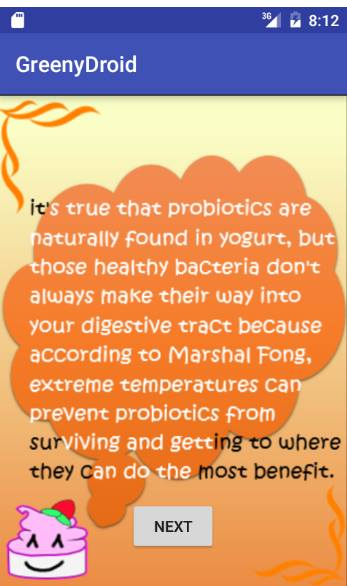 3G 8:12
GreenyDroid
it's true that probiotics are
naturally found in yogurt, but
those healthy bacteria don't
always make their way into
your digestive tract because
according to Marshal Fong,
extreme temperatures can
prevent probiotics from
surviving and getting to where
they can do the most benefit.
NEXT